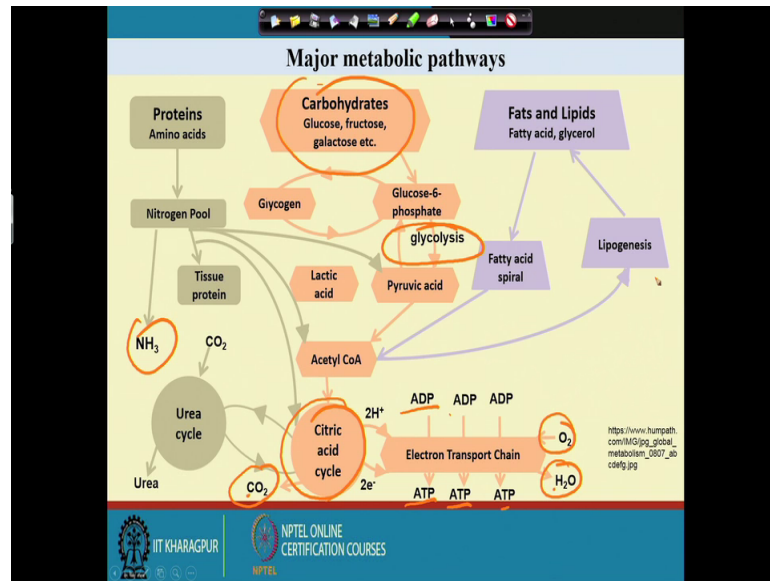 Major metabolic pathways
Proteins
Amino acids
Carbohydrates
Glucose, fructose,
galactose etc.
Fats and Lipids
Fatty acid, glycerol
Nitrogen Pool
Glycogen
Glucose-6-
phosphate
glycolysis
Lipogenesis
Tissue
protein
Lactic
acid
Pyruvic acid
Fatty acid
spiral
NH3
CO2
Acetyl CoA
Urea
cycle
Citric
acid
cycle
2H+
ADP ADP ADP
O2
Electron Transport Chain
Urea
CO2
2e-
ATP ATP ATP
H2O
https://www.humpath.
com/IMG/jpg_global_
metabolism_0807_ab
cdefg.jpg
IIT KHARAGPUR
NPTEL
NPTEL ONLINE
CERTIFICATION COURSES